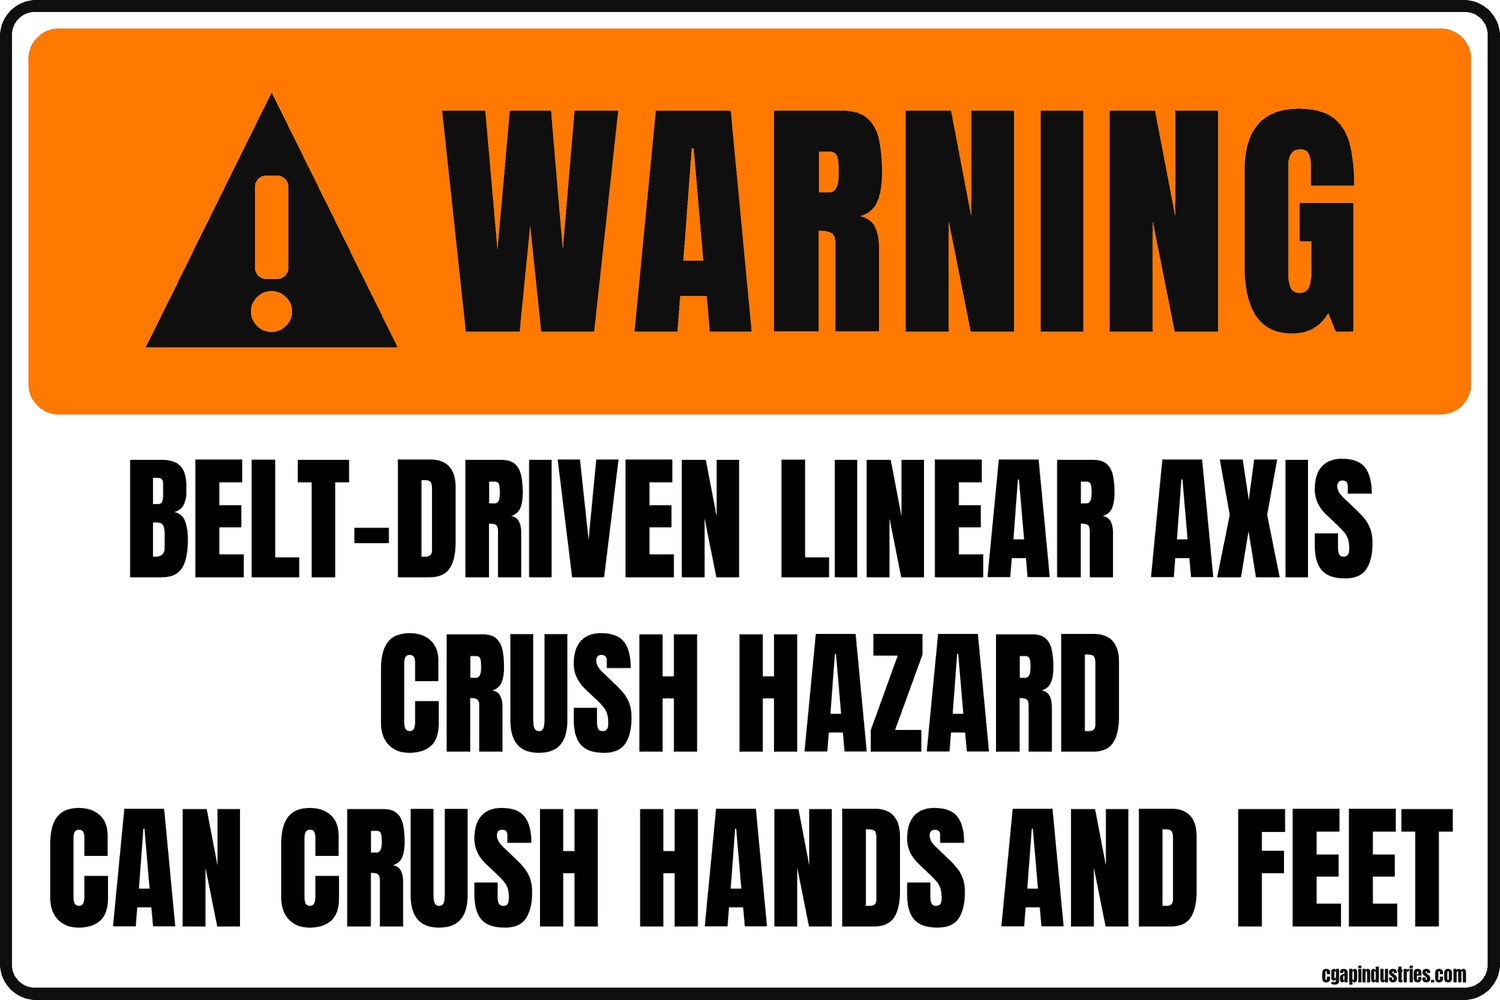 WARNING
BELT-DRIVEN LINEAR AXIS
CRUSH HAZARD
CAN CRUSH HANDS AND FEET
cgapindustries.com